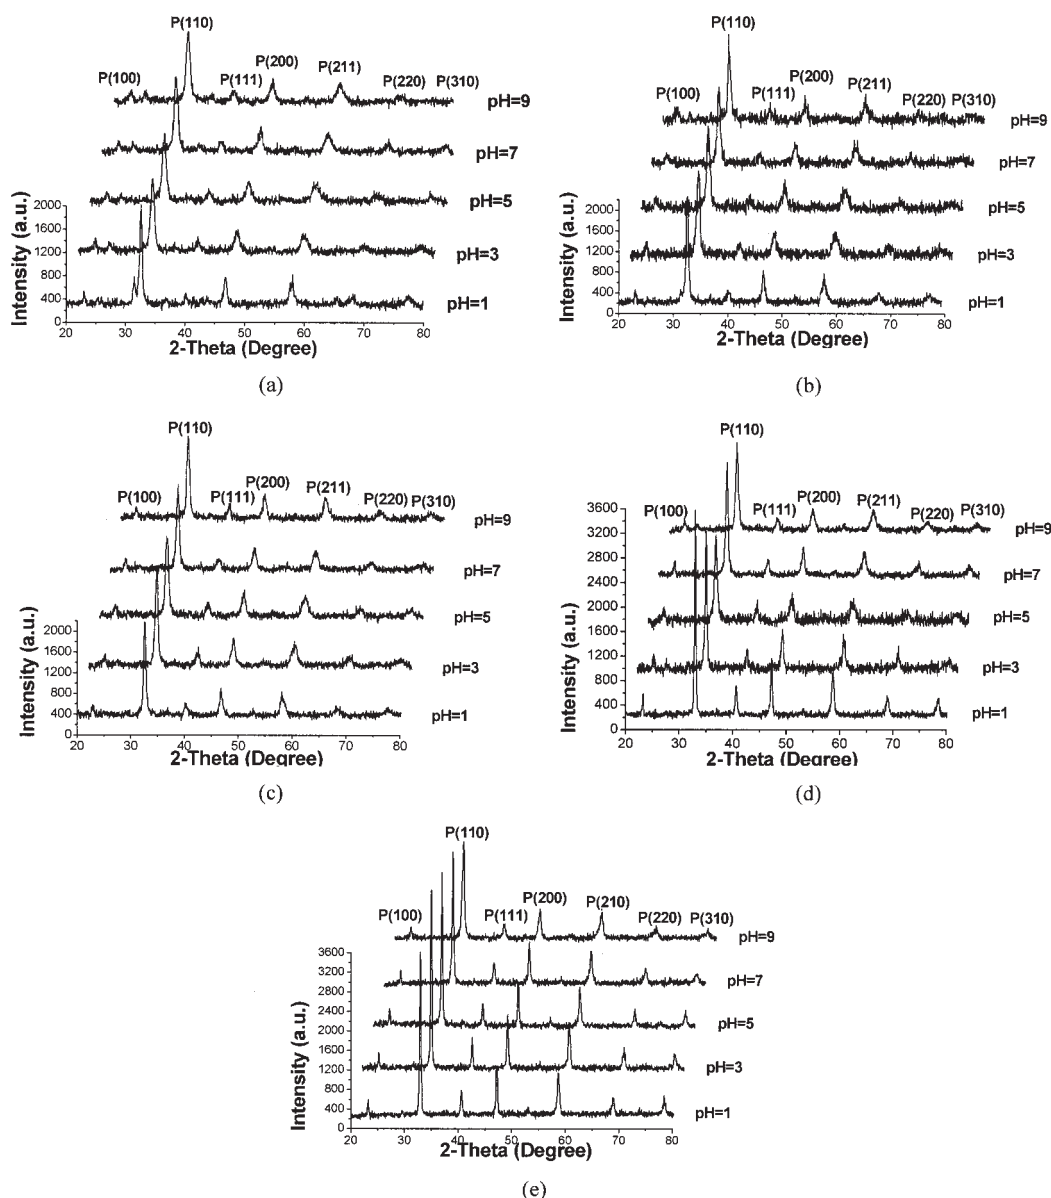 P(110)
P(100) P(111) P(200) P(211) P(220) P(310)
pH=9
pH=7
pH=5
pH=3
pH=1
Intensity (a.u.)
2000
1600
1200
800
400
0
20 30 40 50 60 70 80
2-Theta (Degree)
(a)
P(110)
P(100) P(111) P(200) P(211) P(220) P(310)
pH=9
pH=7
pH=5
pH=3
pH=1
Intensity (a.u.)
2000
1600
1200
800
400
0
20 30 40 50 60 70 80
2-Theta (Degree)
(b)
P(110)
P(100) P(111) P(200) P(211) P(220) P(310)
pH=9
pH=7
pH=5
pH=3
pH=1
Intensity (a.u.)
2000
1600
1200
800
400
0
20 30 40 50 60 70 80
2-Theta (Degree)
(c)
P(110)
P(100) P(111) P(200) P(211) P(220) P(310)
pH=9
pH=7
pH=5
pH=3
pH=1
Intensity (a.u.)
3600
3200
2800
2400
2000
1600
1200
800
400
0
20 30 40 50 60 70 80
2-Theta (Degree)
(d)
P(110)
P(100) P(111) P(200) P(210) P(220) P(310)
pH=9
pH=7
pH=5
pH=3
pH=1
Intensity (a.u.)
3600
3200
2800
2400
2000
1600
1200
800
400
0
20 30 40 50 60 70 80
2-Theta (Degree)
(e)